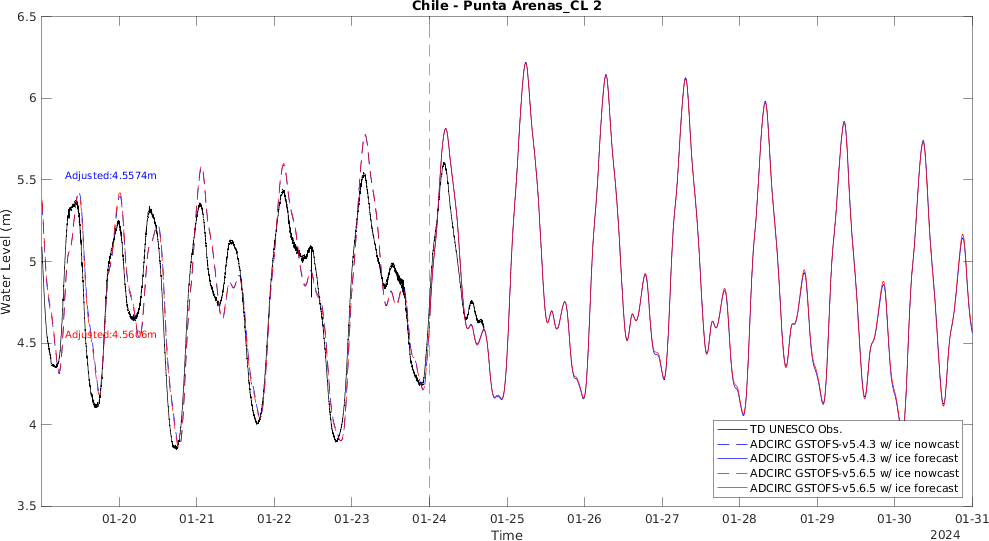 Chile - Punta Arenas_CL 2
6.5
6
5.5
5
4.5
4
3.5
Water Level (m)
Adjusted:4.5574m
Adjusted:4.5606m
TD UNESCO Obs.
ADCIRC GSTOFS-v5.4.3 w/ ice nowcast
ADCIRC GSTOFS-v5.4.3 w/ ice forecast
ADCIRC GSTOFS-v5.6.5 w/ ice nowcast
ADCIRC GSTOFS-v5.6.5 w/ ice forecast
01-20 01-21 01-22 01-23 01-24 01-25 01-26 01-27 01-28 01-29 01-30 01-31
Time
2024